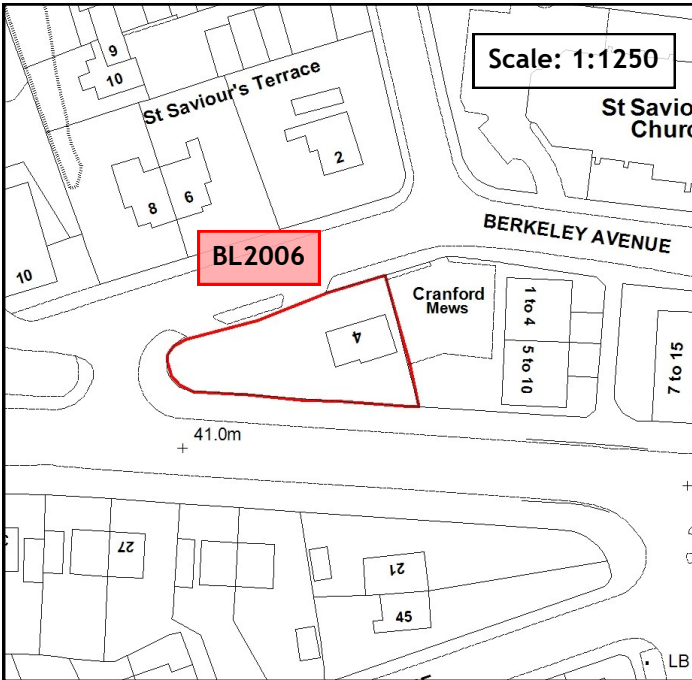 9
10
Scale: 1:1250
St Saviour's Terrace
St Savio
Churc
2
8
6
BERKELEY AVENUE
BL2006
10
Cranford
Mews
1 to 4
4
5 to 10
7 to 15
41.0m
27
21
45
LB